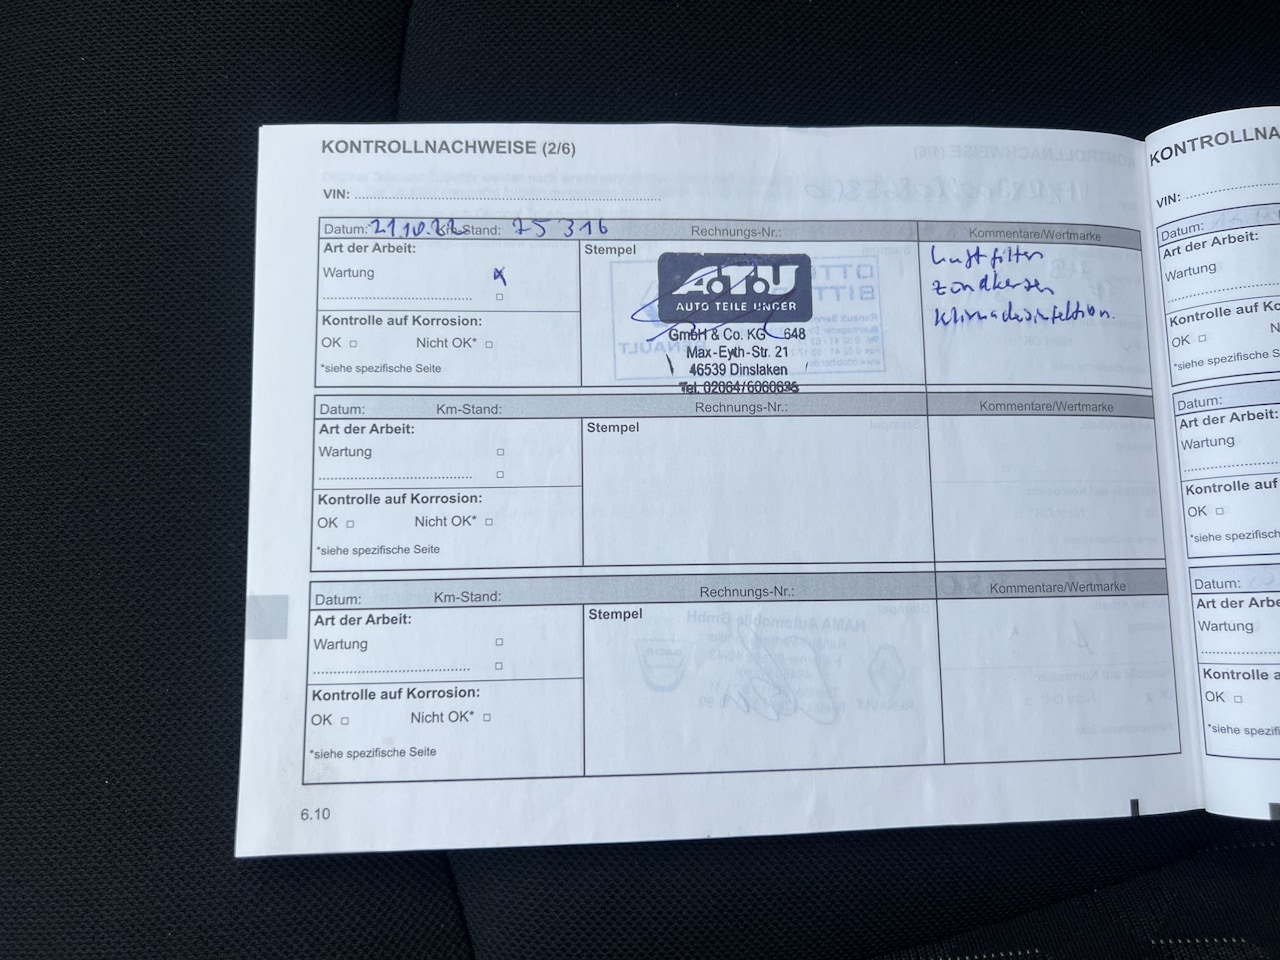 KONTROLLNACHWEISE (2/6)
VIN:
Datum: 21.10.22 Km-Stand: 75 316 Rechnungs-Nr.: Kommentare/Wertmarke
Art der Arbeit: Stempel
Wartung
Kontrolle auf Korrosion:
OK Nicht OK*
*siehe spezifische Seite
A.T.U
AUTO TEILE UNGER
GmbH & Co. KG 648
Max-Eyth-Str. 21
46539 Dinslaken
Tel. 02064/6060635
Luftfilter
zondkersen
Klimadesinfektion.
Datum: Km-Stand: Rechnungs-Nr.: Kommentare/Wertmarke
Art der Arbeit: Stempel
Wartung
Kontrolle auf Korrosion:
OK Nicht OK*
*siehe spezifische Seite
Datum: Km-Stand: Rechnungs-Nr.: Kommentare/Wertmarke
Art der Arbeit: Stempel
Wartung
Kontrolle auf Korrosion:
OK Nicht OK*
*siehe spezifische Seite
6.10
KONTROLLNA
VIN:
Datum:
Art der Arbeit:
Wartung
Kontrolle auf Ko
OK
*siehe spezifisch
Datum:
Art der Arbeit:
Wartung
Kontrolle auf
OK
*siehe spezifisch
Datum:
Art der Arbe
Wartung
Kontrolle a
OK
*siehe spezifi